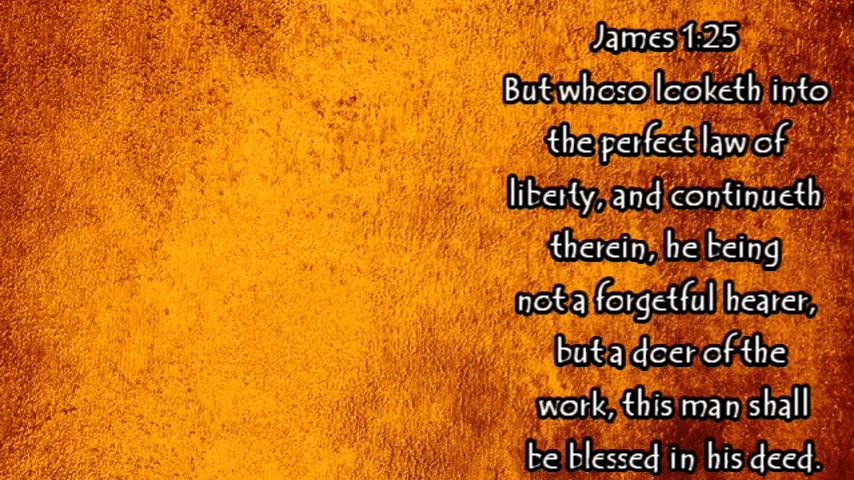 James 1:25
But whoso looketh into
the perfect law of
liberty, and continueth
therein, he being
not a forgetful hearer,
but a doer of the
work, this man shall
be blessed in his deed.